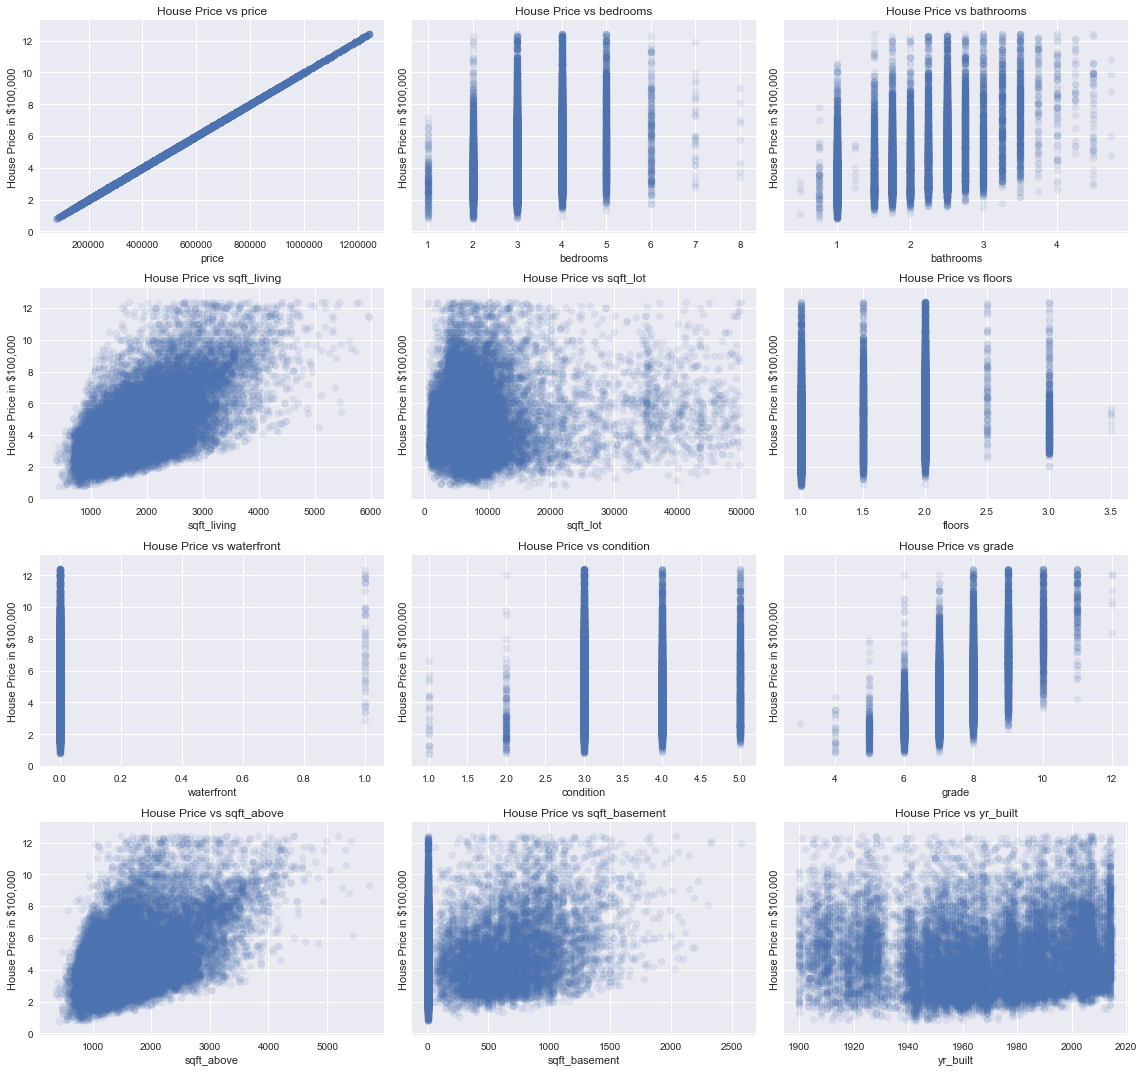 House Price vs price
House Price vs bedrooms
House Price vs bathrooms
House Price in $100,000
12
10
8
6
4
2
0
200000 400000 600000 800000 1000000 1200000
price
House Price in $100,000
1 2 3 4 5 6 7 8
bedrooms
House Price in $100,000
1 2 3 4
bathrooms
House Price vs sqft_living
House Price vs sqft_lot
House Price vs floors
House Price in $100,000
12
10
8
6
4
2
0
1000 2000 3000 4000 5000 6000
sqft_living
House Price in $100,000
0 10000 20000 30000 40000 50000
sqft_lot
House Price in $100,000
1.0 1.5 2.0 2.5 3.0 3.5
floors
House Price vs waterfront
House Price vs condition
House Price vs grade
House Price in $100,000
12
10
8
6
4
2
0
0.0 0.2 0.4 0.6 0.8 1.0
waterfront
House Price in $100,000
1.0 1.5 2.0 2.5 3.0 3.5 4.0 4.5 5.0
condition
House Price in $100,000
4 6 8 10 12
grade
House Price vs sqft_above
House Price vs sqft_basement
House Price vs yr_built
House Price in $100,000
12
10
8
6
4
2
0
1000 2000 3000 4000 5000
sqft_above
House Price in $100,000
0 500 1000 1500 2000 2500
sqft_basement
House Price in $100,000
1900 1920 1940 1960 1980 2000 2020
yr_built